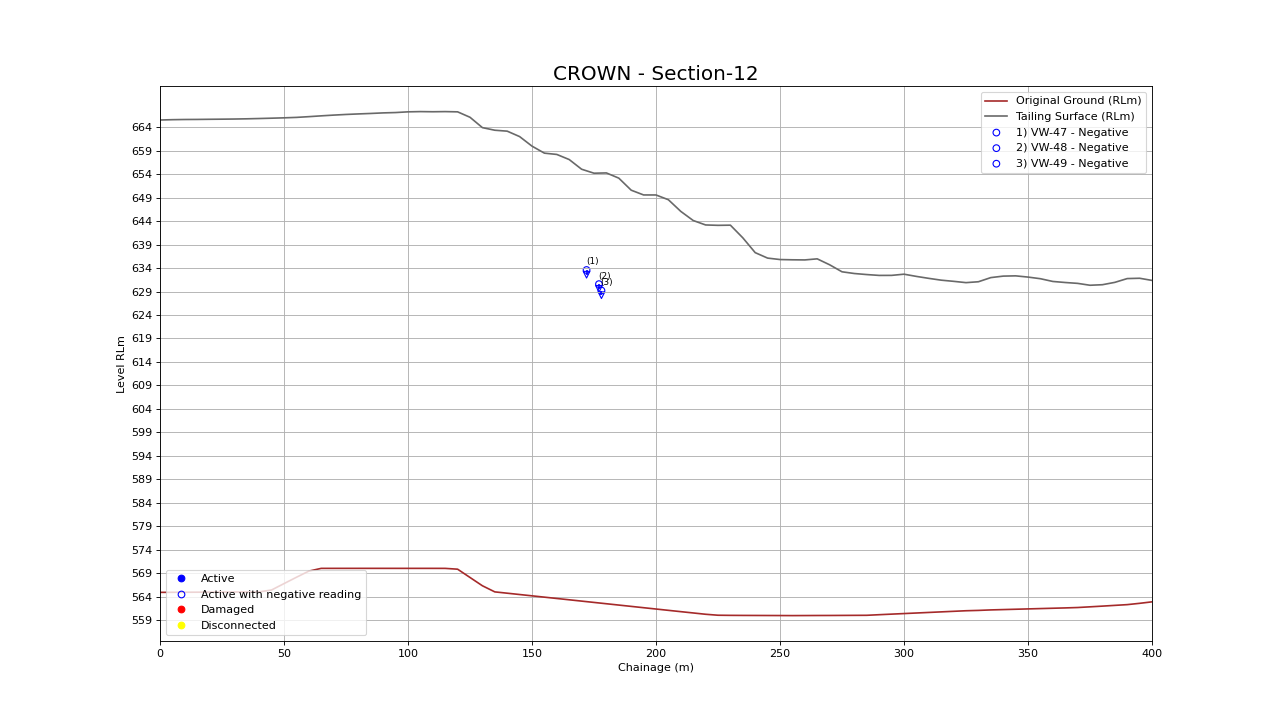 CROWN - Section-12
Original Ground (RLm)
Tailing Surface (RLm)
1) VW-47 - Negative
2) VW-48 - Negative
3) VW-49 - Negative
664
659
654
649
644
639
634
629
624
619
614
609
604
599
594
589
584
579
574
569
564
559
Level RLm
(1)
(2)
(3)
Active
Active with negative reading
Damaged
Disconnected
0 50 100 150 200 250 300 350 400
Chainage (m)